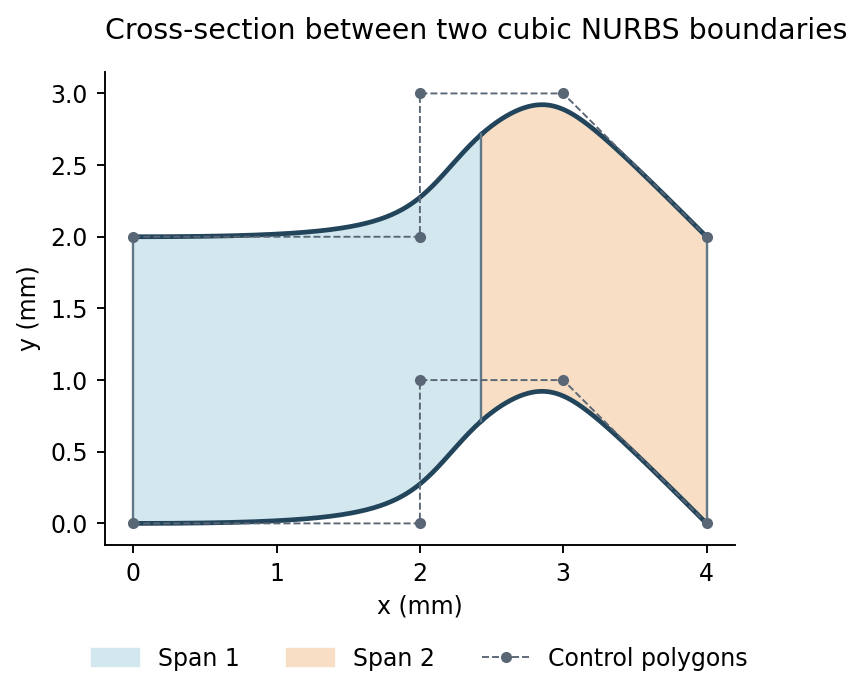 Cross-section between two cubic NURBS boundaries
3.0
2.5
2.0
1.5
1.0
0.5
0.0
y (mm)
0 1 2 3 4
x (mm)
Span 1 Span 2 Control polygons